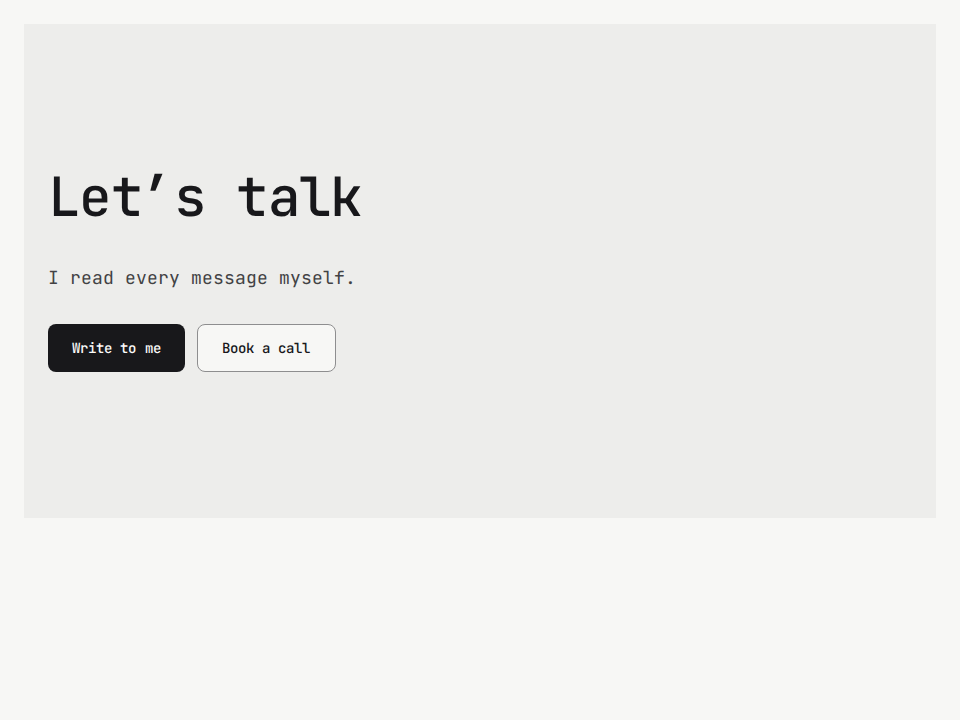 Let’s talk
I read every message myself.
Write to me
Book a call